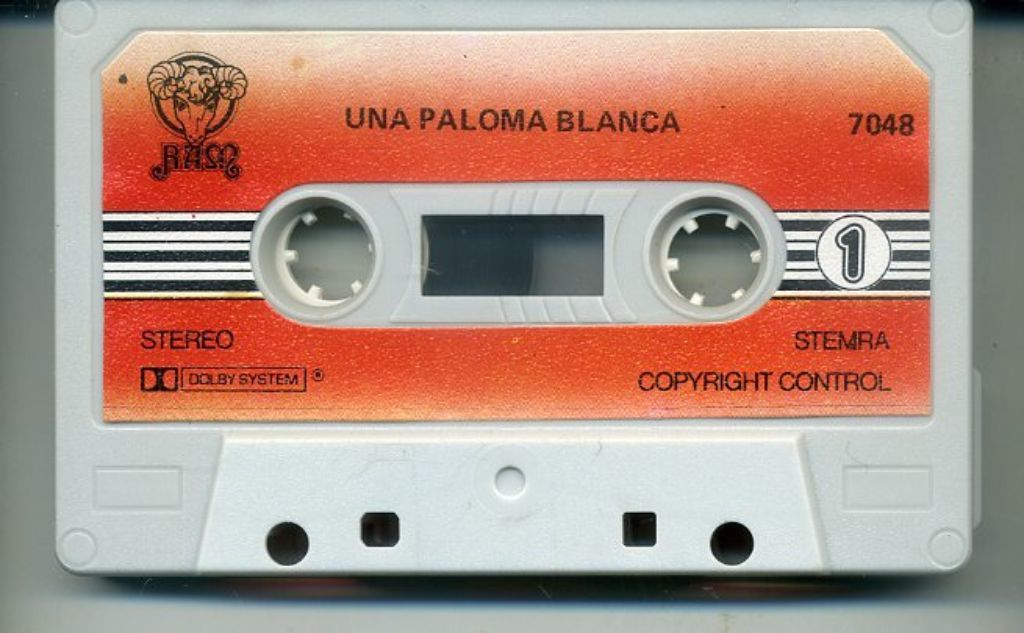 RAM
UNA PALOMA BLANCA
7048
1
STEREO
STEMRA
DOLBY SYSTEM ®
COPYRIGHT CONTROL